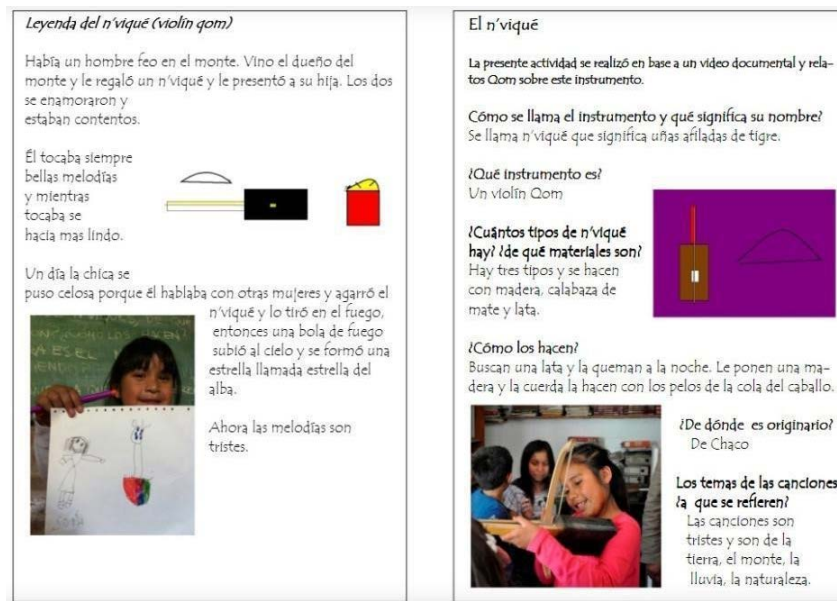 Leyenda del n'viqué (violín qom)
Había un hombre feo en el monte. Vino el dueño del
monte y le regaló un n'viqué y le presentó a su hija. Los dos
se enamoraron y
estaban contentos.
Él tocaba siempre
bellas melodías
y mientras
tocaba se
hacía mas lindo.
Un día la chica se
puso celosa porque él hablaba con otras mujeres y agarró el
n'viqué y lo tiró en el fuego,
entonces una bola de fuego
subió al cielo y se formó una
estrella llamada estrella del
alba.
Ahora las melodías son
tristes.
El n'viqué
La presente actividad se realizó en base a un video documental y rela-
tos Qom sobre este instrumento.
Cómo se llama el instrumento y qué significa su nombre?
Se llama n'viqué que significa uñas afiladas de tigre.
¿Qué instrumento es?
Un violín Qom
¿Cuántos tipos de n'viqué
hay? ¿de qué materiales son?
Hay tres tipos y se hacen
con madera, calabaza de
mate y lata.
¿Cómo los hacen?
Buscan una lata y la queman a la noche. Le ponen una ma-
dera y la cuerda la hacen con los pelos de la cola del caballo.
¿De dónde es originario?
De Chaco
Los temas de las canciones
¿a que se refieren?
Las canciones son
tristes y son de la
tierra, el monte, la
lluvia, la naturaleza.